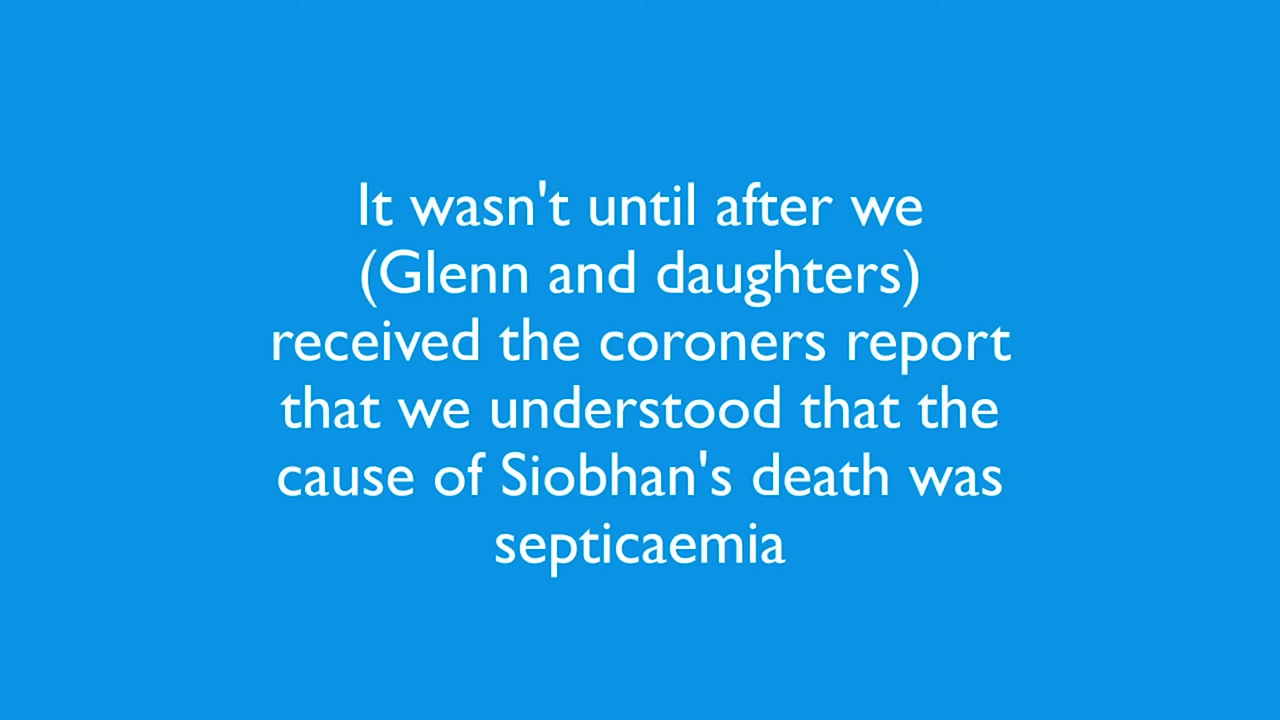 It wasn't until after we
(Glenn and daughters)
received the coroners report
that we understood that the
cause of Siobhan's death was
septicaemia